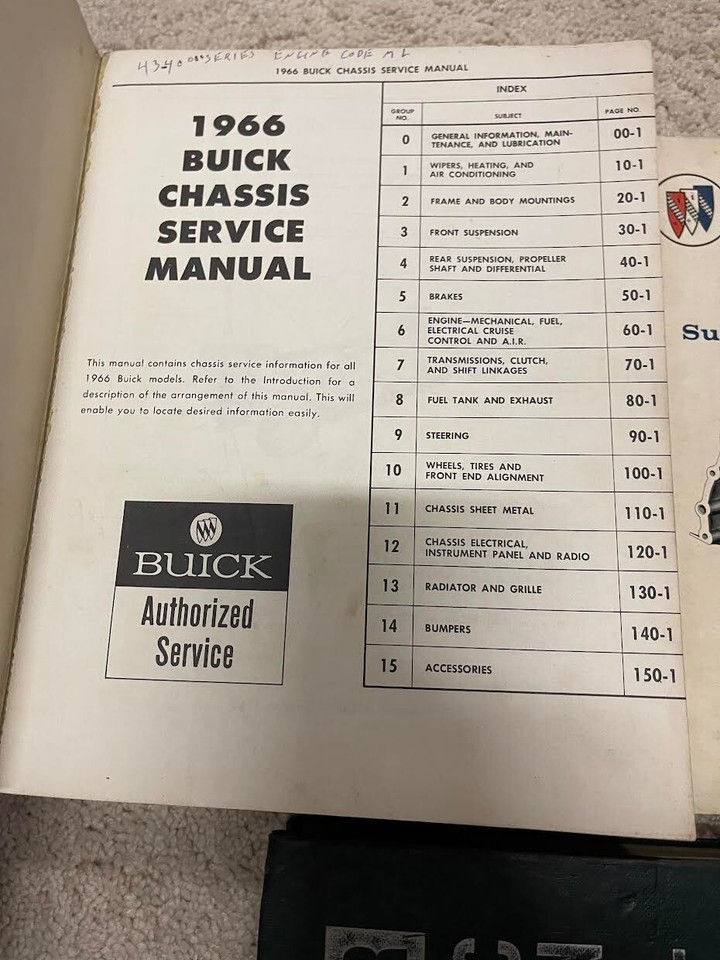 SERIES ENGINE CODE ML
1966 BUICK CHASSIS SERVICE MANUAL
1966
BUICK
CHASSIS
SERVICE
MANUAL
This manual contains chassis service information for all
1966 Buick models. Refer to the Introduction for a
description of the arrangement of this manual. This will
enable you to locate desired information easily.
BUICK
Authorized
Service
INDEX
GROUP NO. SUBJECT PAGE NO.
0 GENERAL INFORMATION, MAIN-
TENANCE, AND LUBRICATION 00-1
1 WIPERS, HEATING, AND
AIR CONDITIONING 10-1
2 FRAME AND BODY MOUNTINGS 20-1
3 FRONT SUSPENSION 30-1
4 REAR SUSPENSION, PROPELLER
SHAFT AND DIFFERENTIAL 40-1
5 BRAKES 50-1
6 ENGINE—MECHANICAL, FUEL,
ELECTRICAL CRUISE
CONTROL AND A.I.R. 60-1
7 TRANSMISSIONS, CLUTCH,
AND SHIFT LINKAGES 70-1
8 FUEL TANK AND EXHAUST 80-1
9 STEERING 90-1
10 WHEELS, TIRES AND
FRONT END ALIGNMENT 100-1
11 CHASSIS SHEET METAL 110-1
12 CHASSIS ELECTRICAL,
INSTRUMENT PANEL AND RADIO 120-1
13 RADIATOR AND GRILLE 130-1
14 BUMPERS 140-1
15 ACCESSORIES 150-1
Su